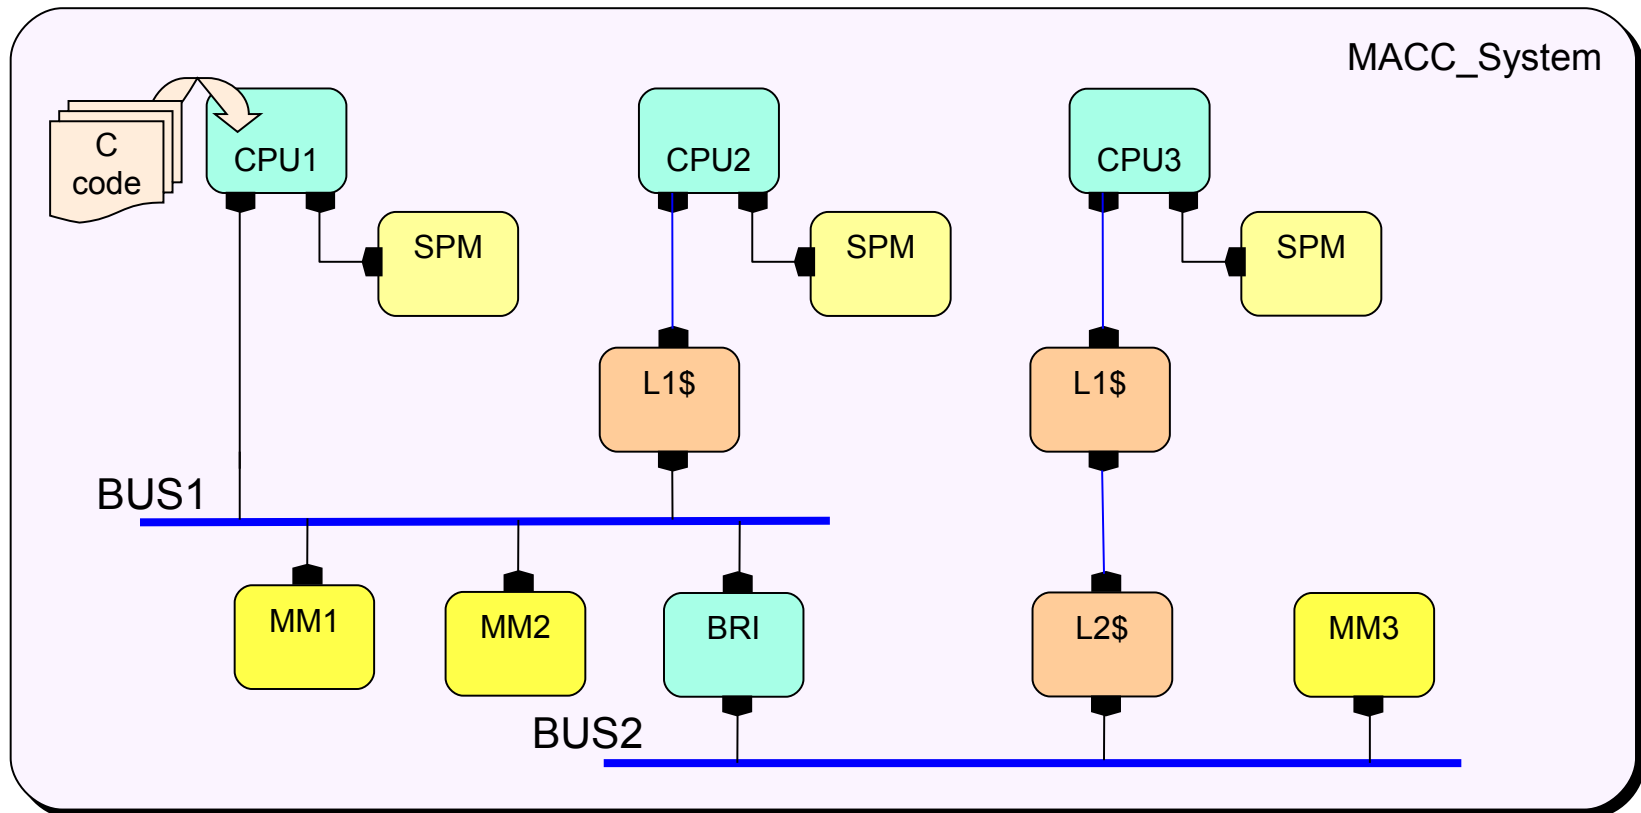 MACC_System
C
code
CPU1
CPU2
CPU3
SPM
SPM
SPM
L1$
L1$
BUS1
MM1
MM2
BRI
L2$
MM3
BUS2